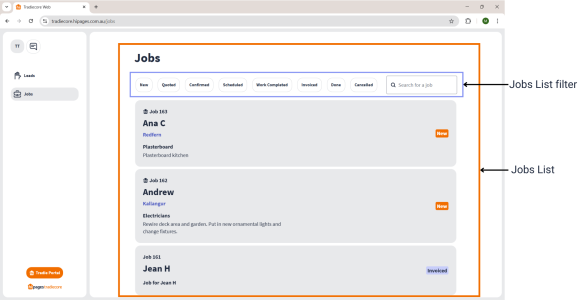 Tradiecore Web
tradiecore.hipages.com.au/jobs
TT
Leads
Jobs
Tradie Portal
hipages tradiecore
Jobs
New Quoted Confirmed Scheduled Work Completed Invoiced Done Cancelled Search for a job
Job 163
Ana C
Redfern
New
Plasterboard
Plasterboard kitchen
Job 162
Andrew
Kallangur
New
Electricians
Rewire deck area and garden. Put in new ornamental lights and
change fixtures.
Job 161
Jean H
Invoiced
Job for Jean H
Jobs List filter
Jobs List